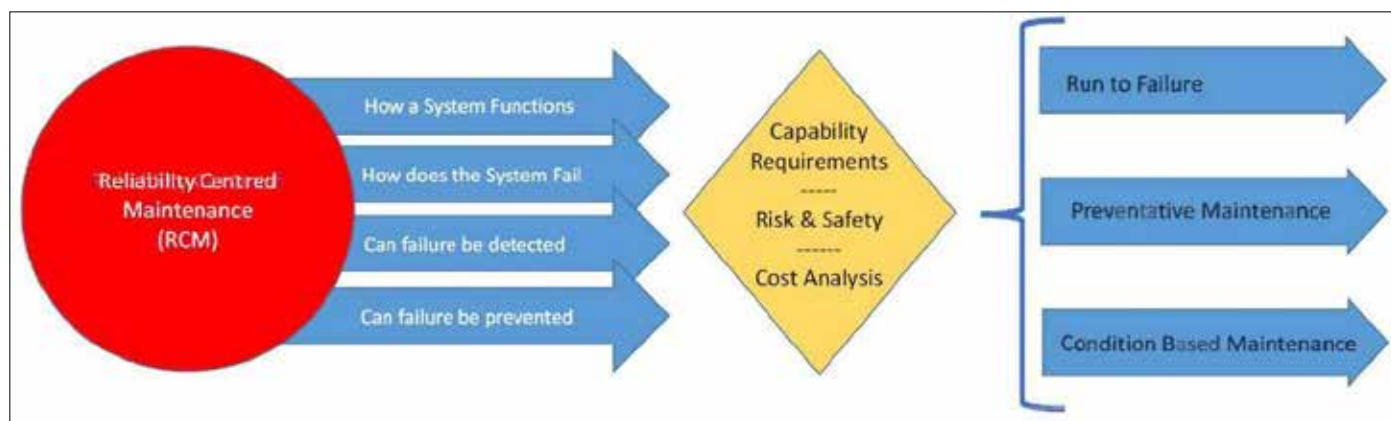 Reliability Centred
Maintenance
(RCM)
How a System Functions
How does the System Fail
Can failure be detected
Can failure be prevented
Capability
Requirements
-----
Risk & Safety
------
Cost Analysis
Run to Failure
Preventative Maintenance
Condition Based Maintenance